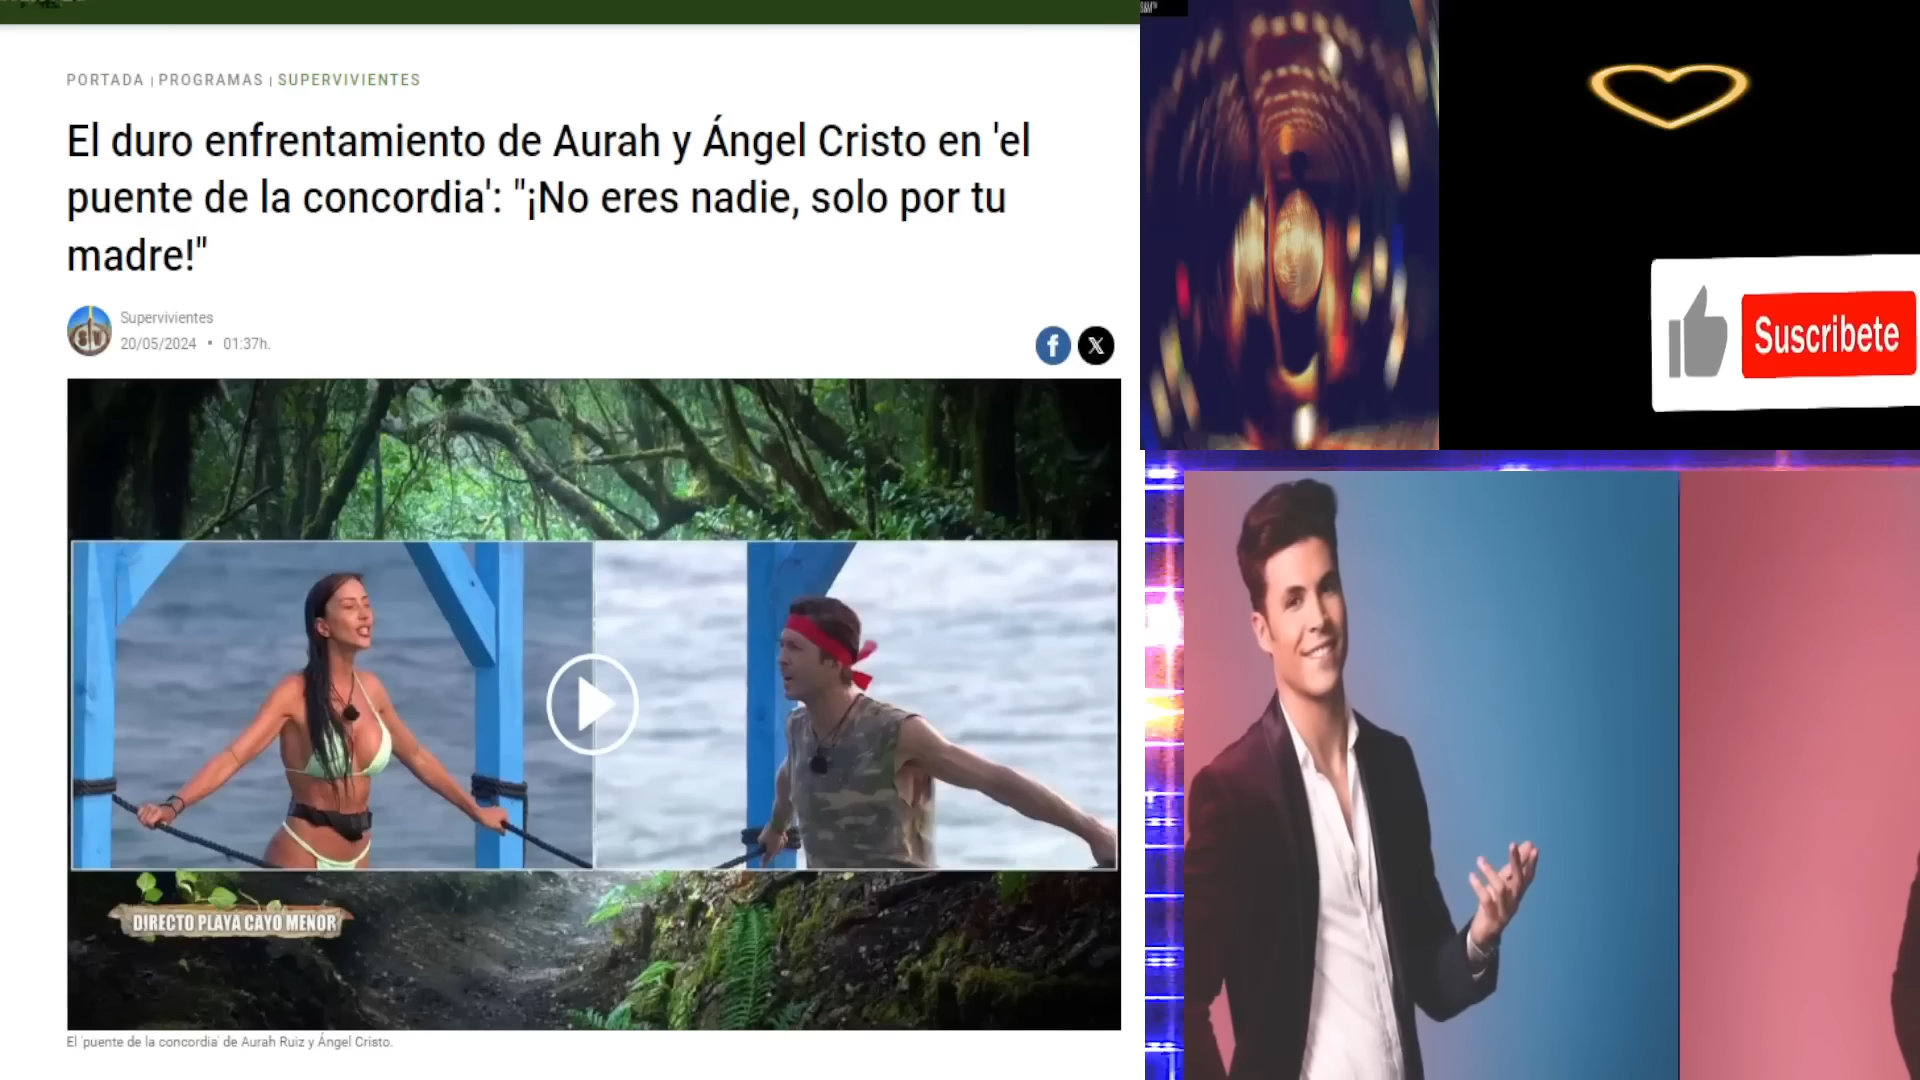 PORTADA | PROGRAMAS | SUPERVIVIENTES
El duro enfrentamiento de Aurah y Ángel Cristo en 'el
puente de la concordia': "¡No eres nadie, solo por tu
madre!"
Supervivientes
20/05/2024 • 01:37h.
f X
DIRECTO PLAYA CAYO MENOR
El 'puente de la concordia' de Aurah Ruiz y Ángel Cristo.
Suscribete